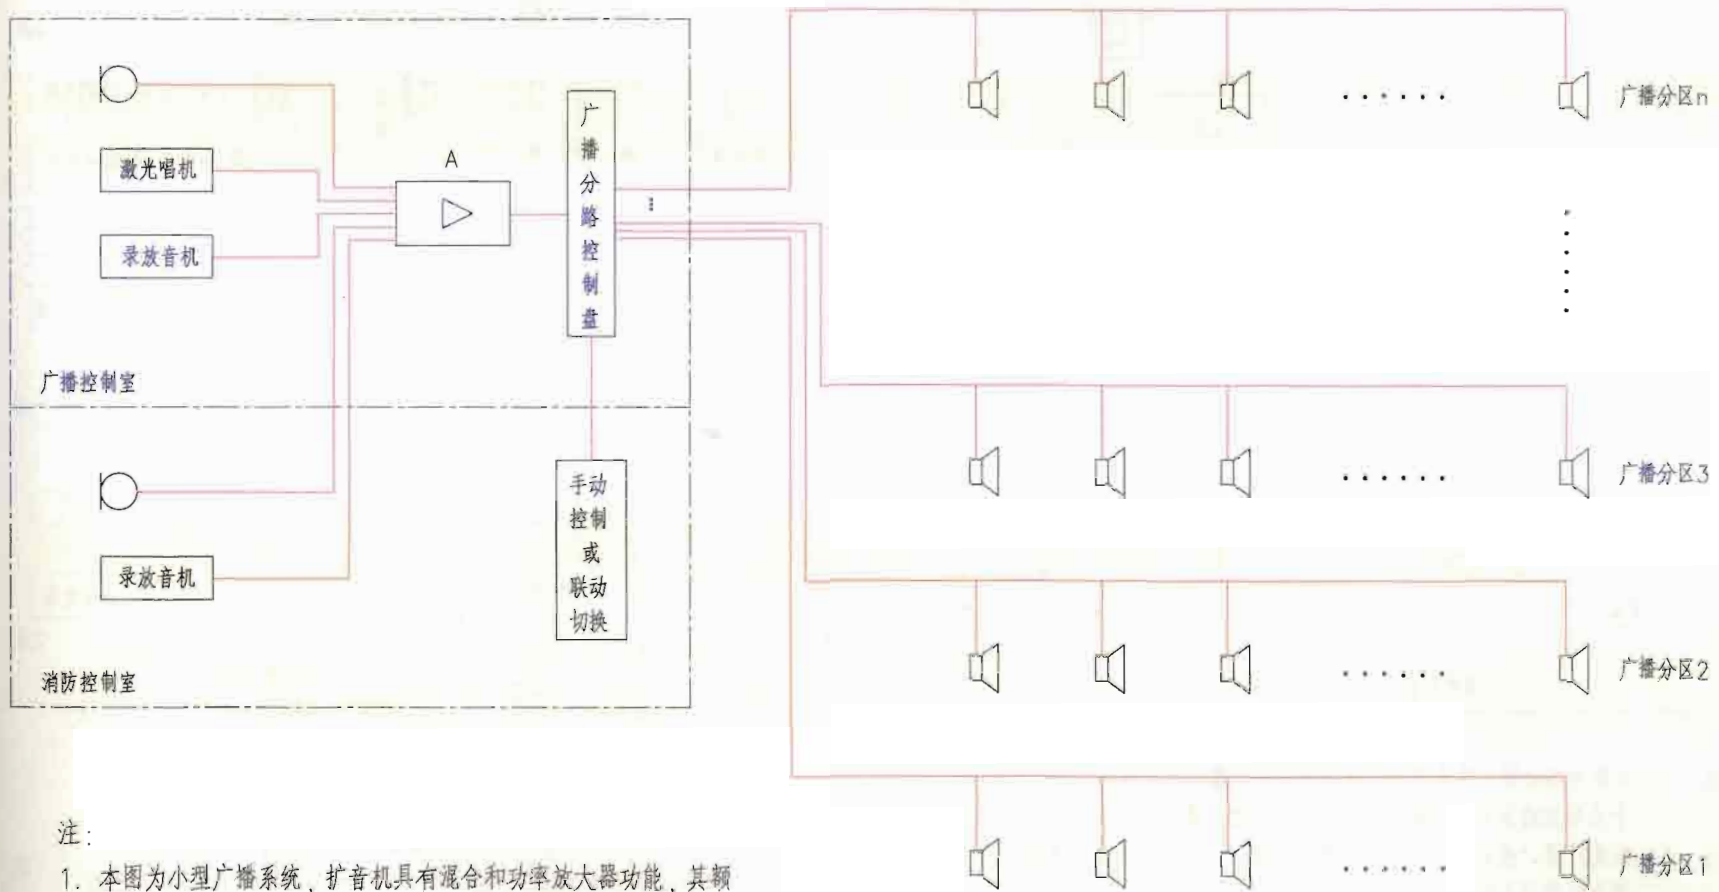 激光唱机
录放音机
A
广播分路控制盘
广播控制室
录放音机
手动
控制
或
联动
切换
消防控制室
广播分区n
广播分区3
广播分区2
广播分区1
注:
1. 本图为小型广播系统,扩音机具有混合和功率放大器功能,其额